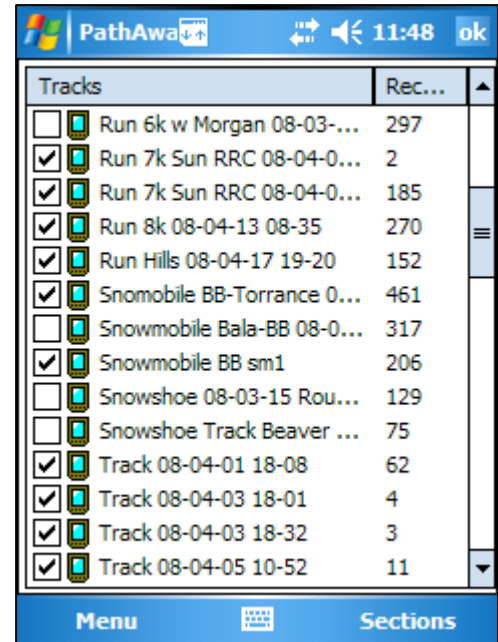 PathAwa 11:48 ok
Tracks Rec...
Run 6k w Morgan 08-03-... 297
Run 7k Sun RRC 08-04-0... 2
Run 7k Sun RRC 08-04-0... 185
Run 8k 08-04-13 08-35 270
Run Hills 08-04-17 19-20 152
Snomobile BB-Torrance 0... 461
Snowmobile Bala-BB 08-0... 317
Snowmobile BB sm1 206
Snowshoe 08-03-15 Rou... 129
Snowshoe Track Beaver ... 75
Track 08-04-01 18-08 62
Track 08-04-03 18-01 4
Track 08-04-03 18-32 3
Track 08-04-05 10-52 11
Menu Sections